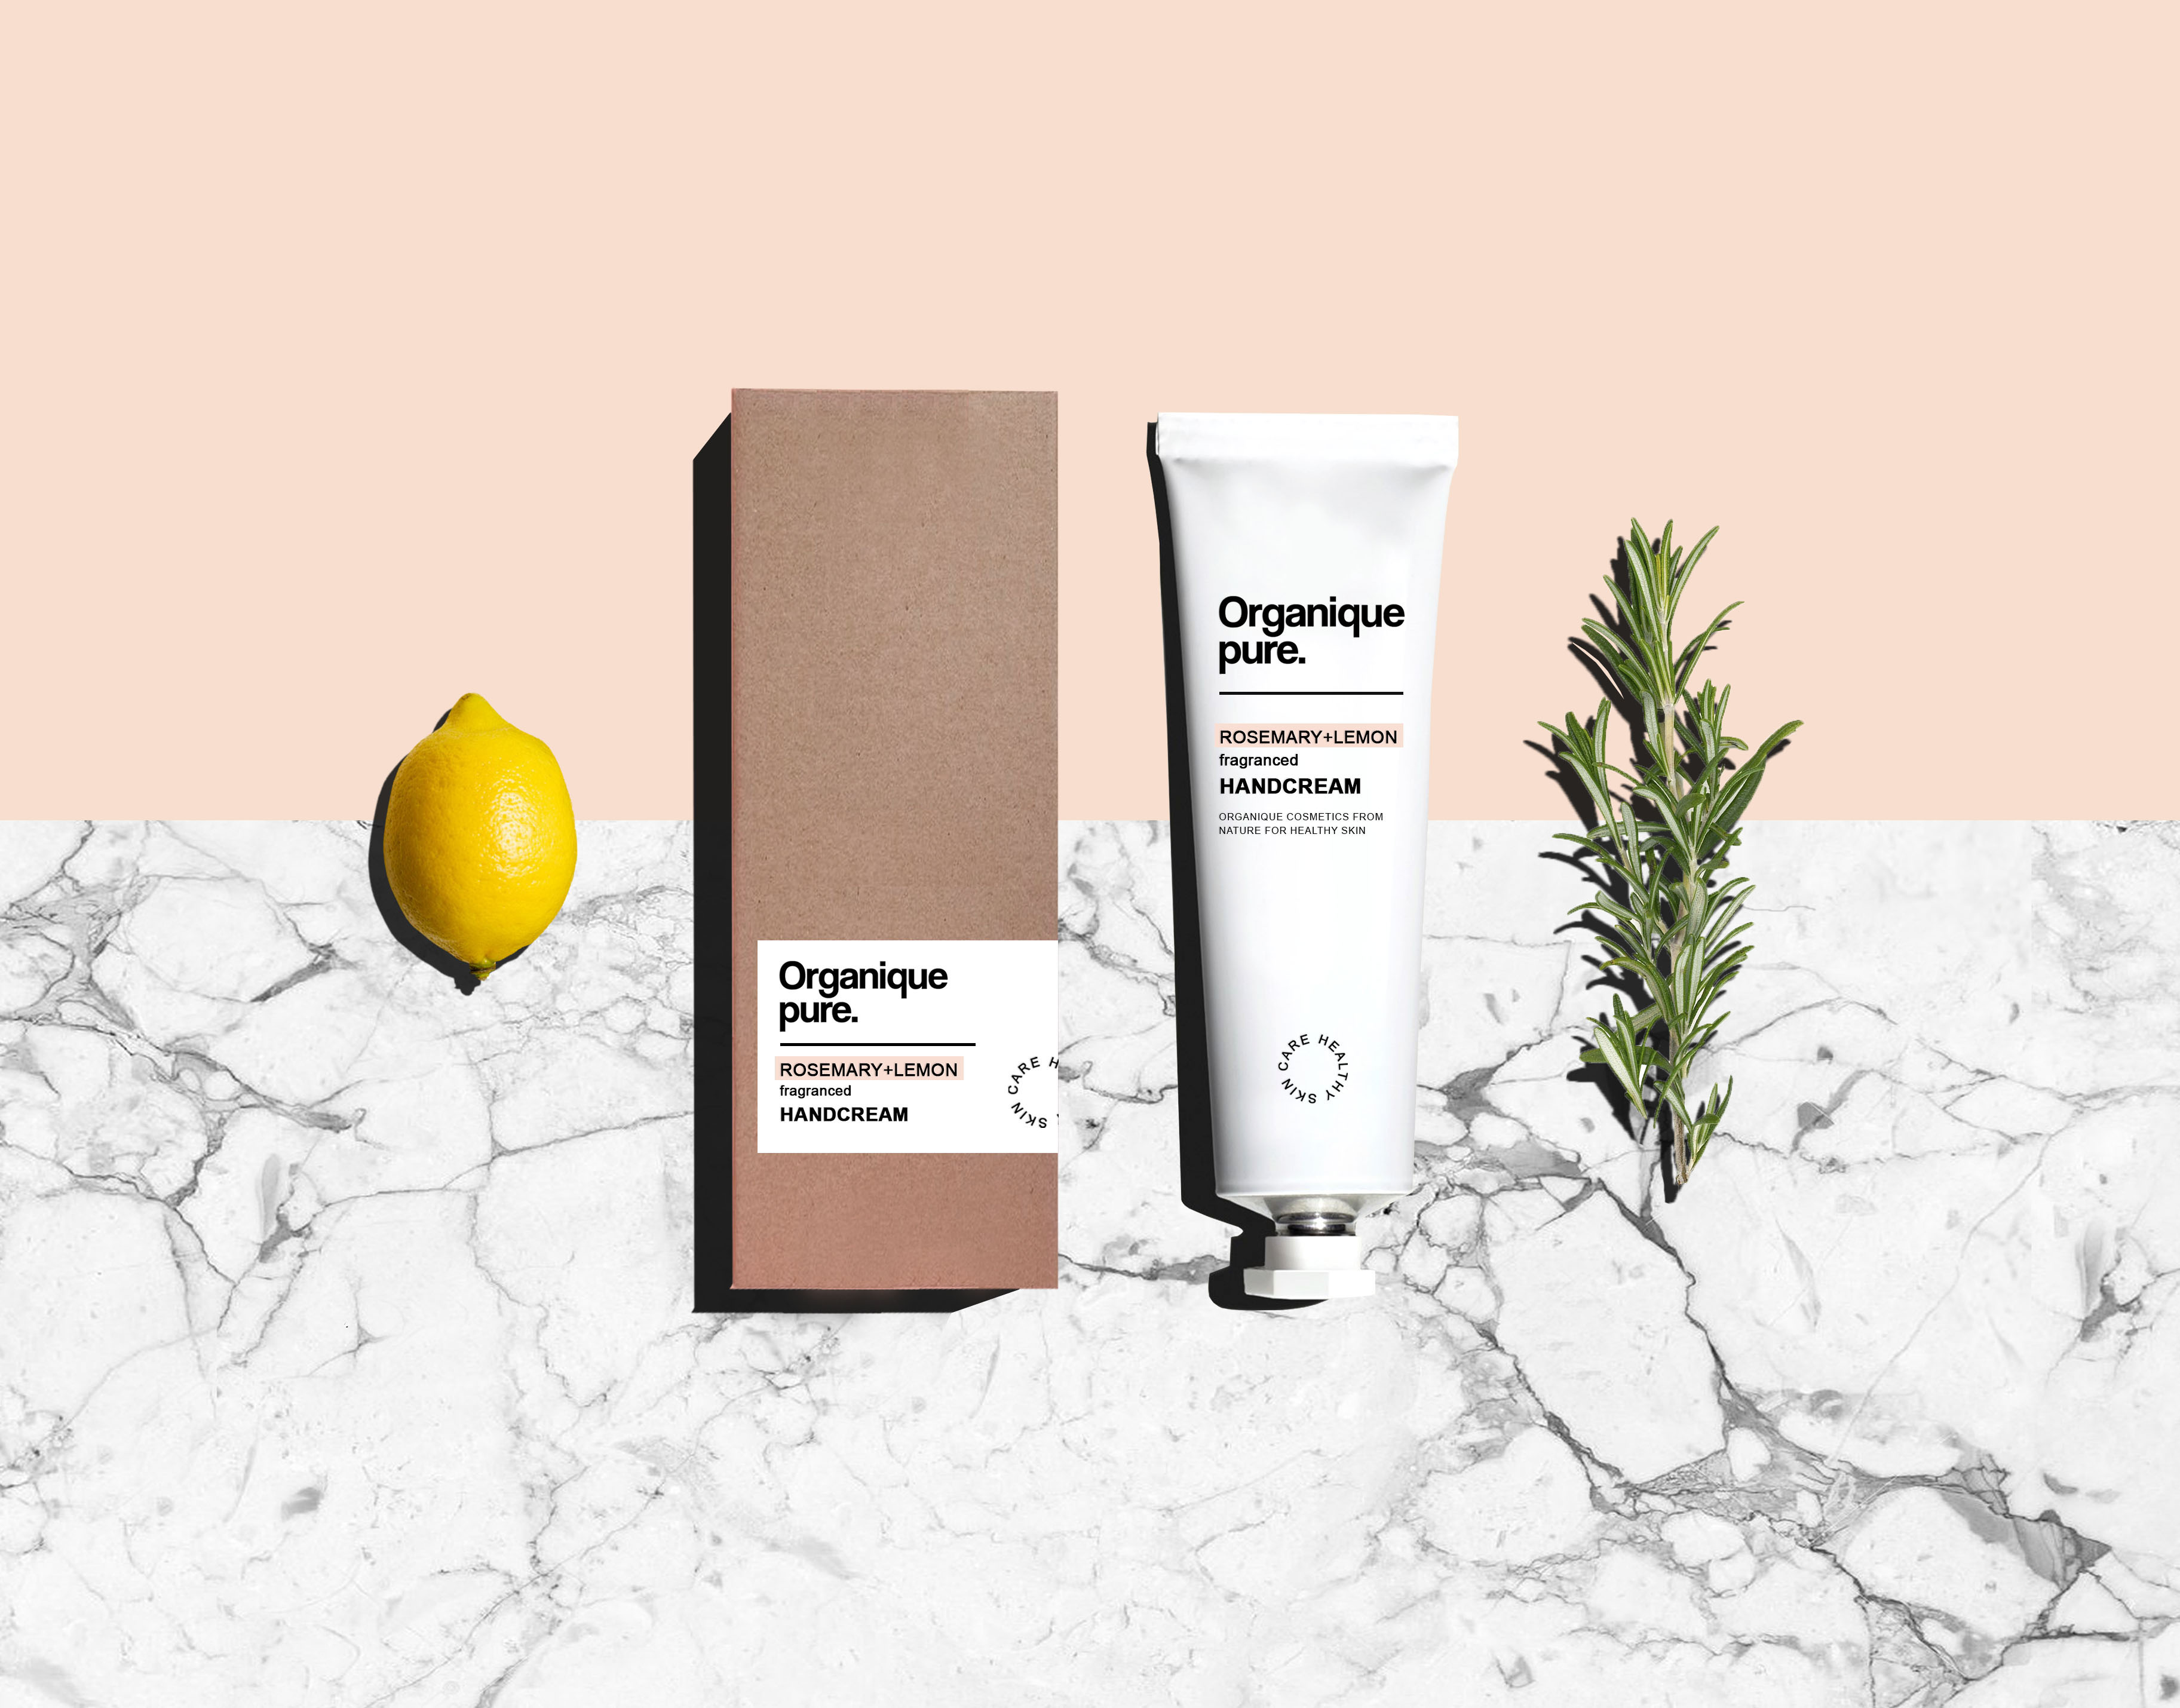 Organique
pure.
ROSEMARY+LEMON
fragranced
HANDCREAM
CARE H
SKIN
Organique
pure.
ROSEMARY+LEMON
fragranced
HANDCREAM
ORGANIQUE COSMETICS FROM
NATURE FOR HEALTHY SKIN
CARE HEALTHY SKIN